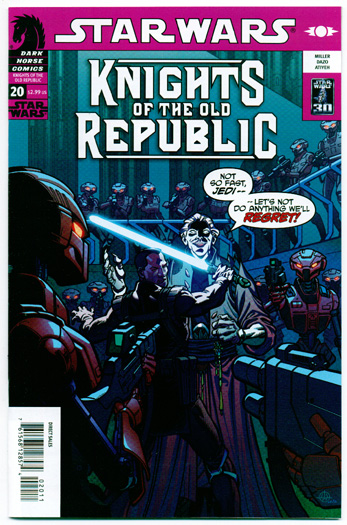 STAR WARS
DARK
HORSE
COMICS
KNIGHTS OF THE
OLD REPUBLIC
20
$2.99 US
STAR
WARS
KNIGHTS
OF THE OLD
REPUBLIC
MILLER
DAZO
ATIYEH
STAR
WARS
30
NOT
SO FAST,
JEDI --
-- LET'S NOT
DO ANYTHING WE'LL
REGRET!
DIRECT SALES
02011